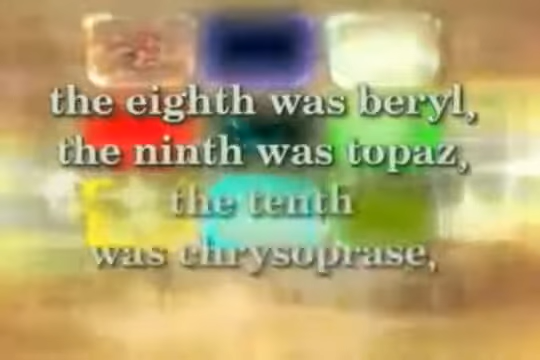 the eighth was beryl,
the ninth was topaz,
the tenth
was chrysoprase,